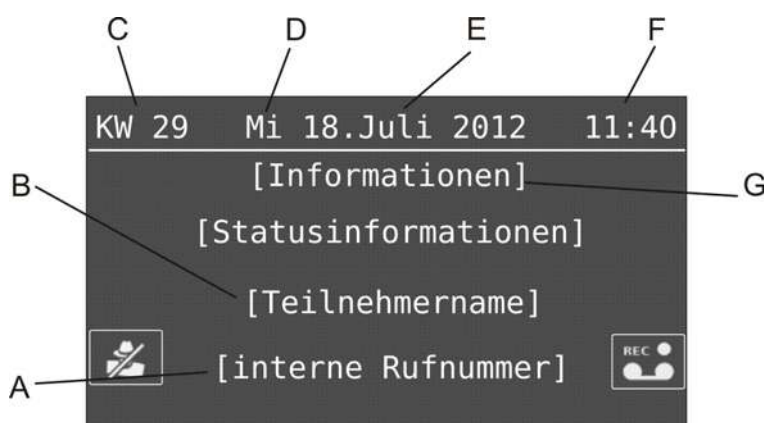 C D E F
KW 29 Mi 18.Juli 2012 11:40
[Informationen]
B G
[Statusinformationen]
[Teilnehmername]
REC
[interne Rufnummer]
A